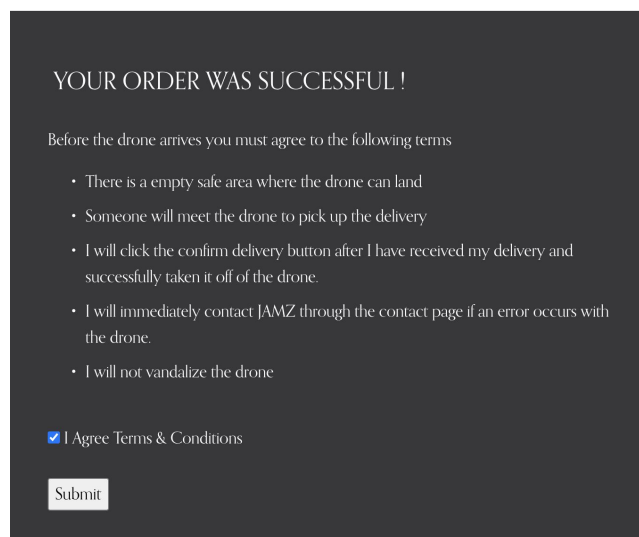 YOUR ORDER WAS SUCCESSFUL !
Before the drone arrives you must agree to the following terms
• There is a empty safe area where the drone can land
• Someone will meet the drone to pick up the delivery
• I will click the confirm delivery button after I have received my delivery and
successfully taken it off of the drone.
• I will immediately contact JAMZ through the contact page if an error occurs with
the drone.
• I will not vandalize the drone
I Agree Terms & Conditions
Submit